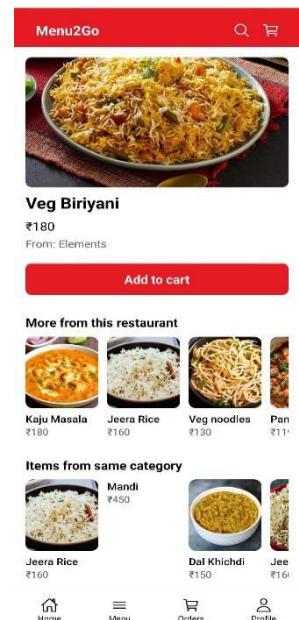 Menu2Go
Veg Biriyani
₹180
From: Elements
Add to cart
More from this restaurant
Kaju Masala
₹180
Jeera Rice
₹160
Veg noodles
₹130
Pan
Items from same category
Jeera Rice
₹160
Mandi
₹450
Dal Khichdi
₹150
Jee
Home
Menu
Orders
Profile